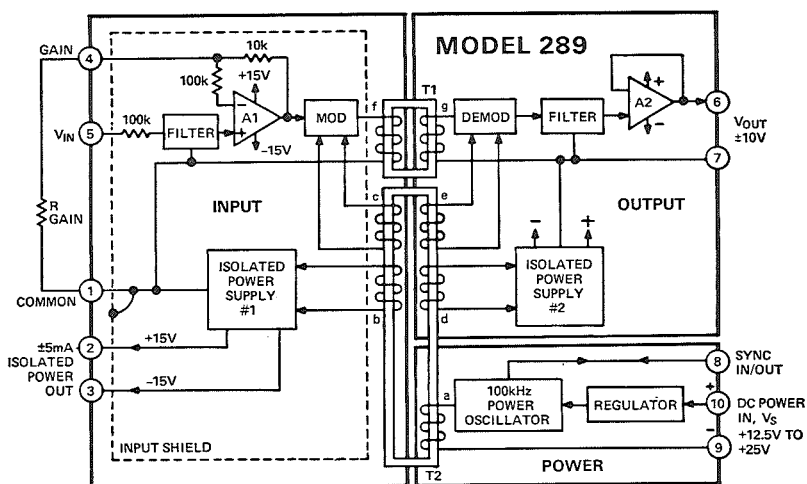 MODEL 289
GAIN
4
10k
100k
+15V
A1
–
+
–15V
100k
VIN
5
FILTER
MOD
f
T1
g
DEMOD
FILTER
A2
+
–
6
VOUT
±10V
7
R
GAIN
INPUT
c
e
OUTPUT
–
+
ISOLATED
POWER
SUPPLY
#1
ISOLATED
POWER
SUPPLY
#2
1
COMMON
b
d
±5mA
ISOLATED
POWER
OUT
2
+15V
3
–15V
INPUT SHIELD
8
SYNC
IN/OUT
a
100kHz
POWER
OSCILLATOR
REGULATOR
+
10
DC POWER
IN, VS
+12.5V TO
+25V
–
9
T2
POWER